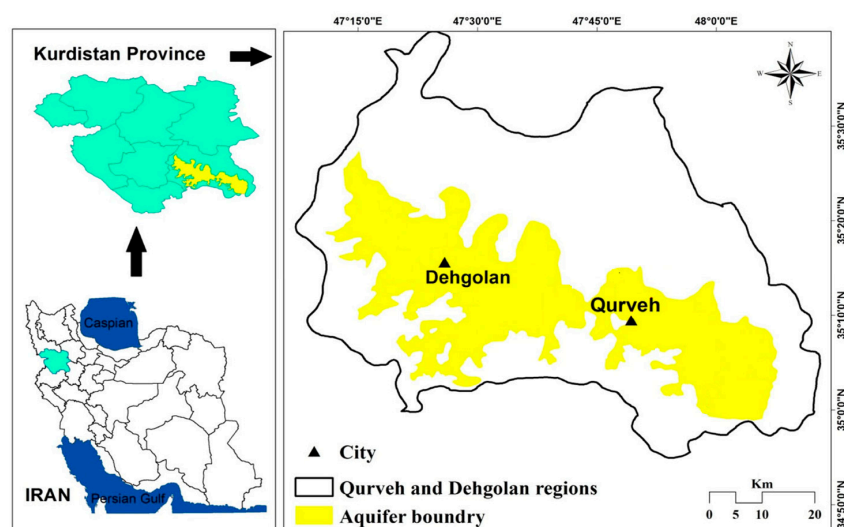 Kurdistan Province
Caspian
IRAN
Persian Gulf
47°15'0"E
47°30'0"E
47°45'0"E
48°0'0"E
N
W
E
S
35°30'0"N
35°20'0"N
35°40'0"N
35°0'0"N
34°50'0"N
Dehgolan
Qurveh
City
Qurveh and Dehgolan regions
Aquifer boundry
Km
0 5 10 20